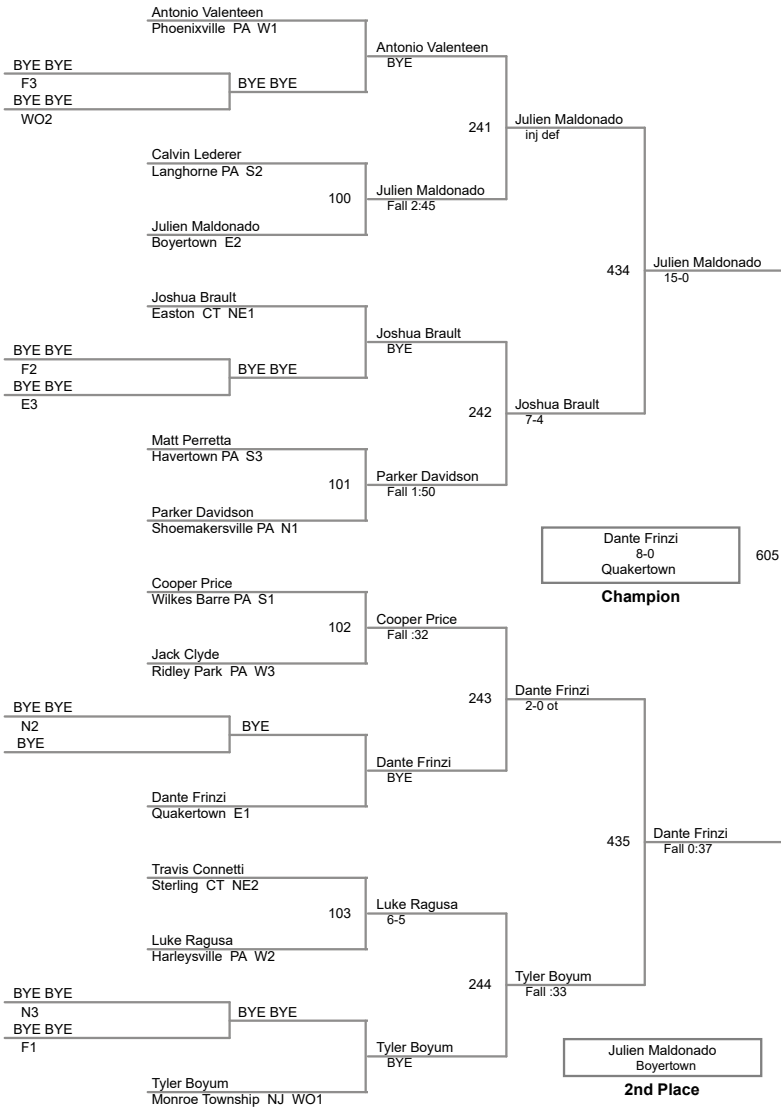 Antonio Valenteen
Phoenixville PA W1
Antonio Valenteen
BYE
BYE BYE
F3
BYE BYE
BYE BYE
WO2
241
Julien Maldonado
inj def
Calvin Lederer
Langhorne PA S2
100
Julien Maldonado
Fall 2:45
Julien Maldonado
Boyertown E2
434
Julien Maldonado
15-0
Joshua Brault
Easton CT NE1
Joshua Brault
BYE
BYE BYE
F2
BYE BYE
BYE BYE
E3
242
Joshua Brault
7-4
Matt Perretta
Havertown PA S3
101
Parker Davidson
Fall 1:50
Parker Davidson
Shoemakersville PA N1
Dante Frinzi
8-0
Quakertown
605
Champion
Cooper Price
Wilkes Barre PA S1
102
Cooper Price
Fall :32
Jack Clyde
Ridley Park PA W3
243
Dante Frinzi
2-0 ot
BYE BYE
N2
BYE
BYE
Dante Frinzi
BYE
Dante Frinzi
Quakertown E1
435
Dante Frinzi
Fall 0:37
Travis Connetti
Sterling CT NE2
103
Luke Ragusa
6-5
Luke Ragusa
Harleysville PA W2
244
Tyler Boyum
Fall :33
BYE BYE
N3
BYE BYE
BYE BYE
F1
Tyler Boyum
BYE
Tyler Boyum
Monroe Township NJ WO1
Julien Maldonado
Boyertown
2nd Place